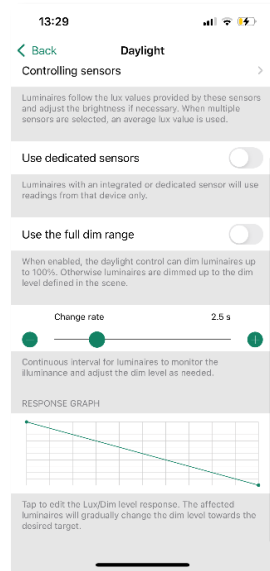 13:29
Back
Daylight
Controlling sensors
Luminaires follow the lux values provided by these sensors
and adjust the brightness if necessary. When multiple
sensors are selected, an average lux value is used.
Use dedicated sensors
Luminaires with an integrated or dedicated sensor will use
readings from that device only.
Use the full dim range
When enabled, the daylight control can dim luminaires up
to 100%. Otherwise luminaires are dimmed up to the dim
level defined in the scene.
Change rate 2.5 s
Continuous interval for luminaires to monitor the
illuminance and adjust the dim level as needed.
RESPONSE GRAPH
Tap to edit the Lux/Dim level response. The affected
luminaires will gradually change the dim level towards the
desired target.